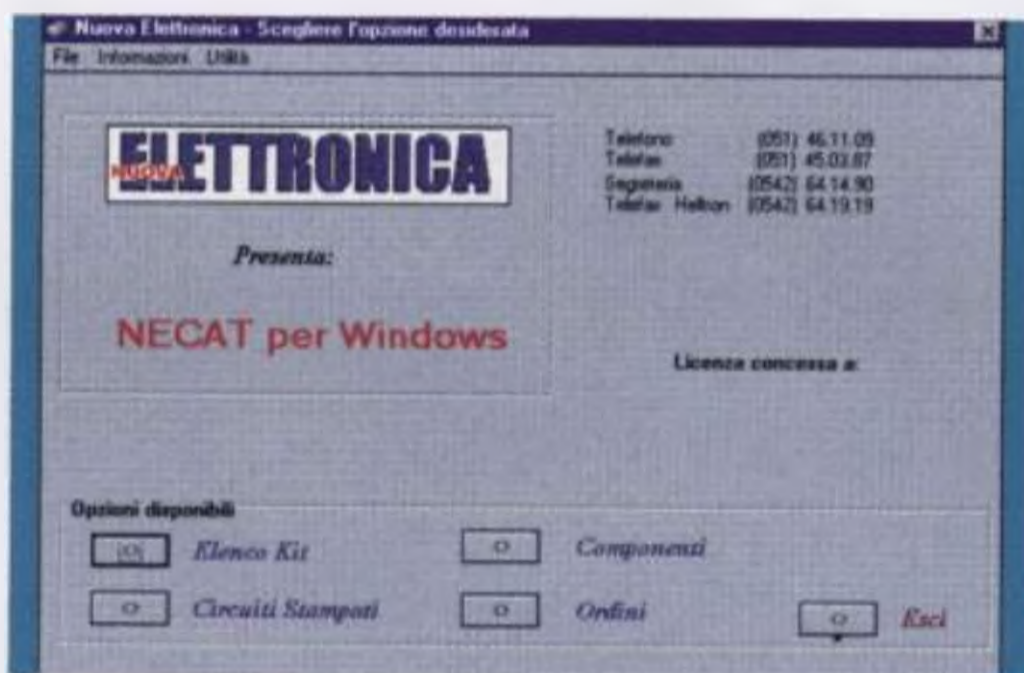 Nuova Elettronica - Scegliere l'opzione desiderata
File Informazioni Utilità
NUOVA ELETTRONICA
Presenta:
NECAT per Windows
Telefono (051) 46.11.09
Telefax (051) 45.03.87
Segreteria (0542) 64.14.90
Telefax Heltron (0542) 64.19.19
Licenza concessa a:
Opzioni disponibili
Elenco Kit
Componenti
Circuiti Stampati
Ordini
Esci